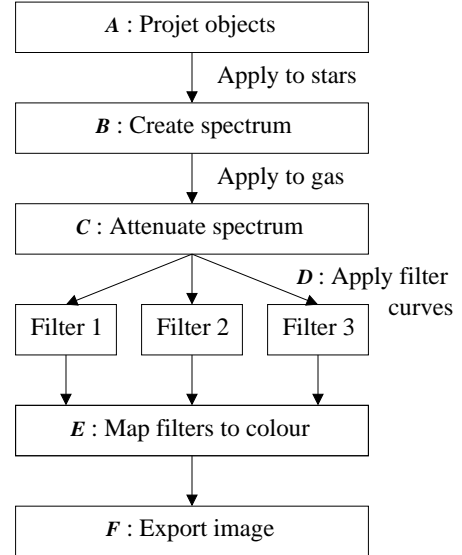 A : Projet objects
Apply to stars
B : Create spectrum
Apply to gas
C : Attenuate spectrum
D : Apply filter
curves
Filter 1
Filter 2
Filter 3
E : Map filters to colour
F : Export image